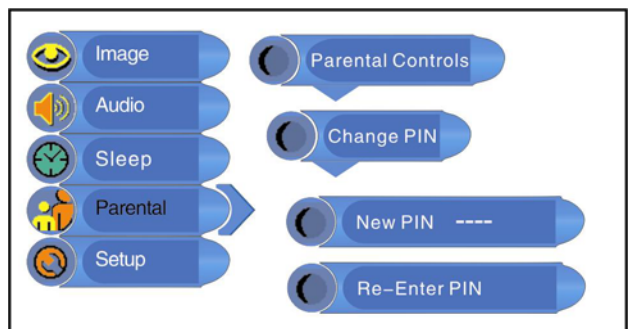 Image
Audio
Sleep
Parental
Setup
Parental Controls
Change PIN
New PIN ----
Re-Enter PIN